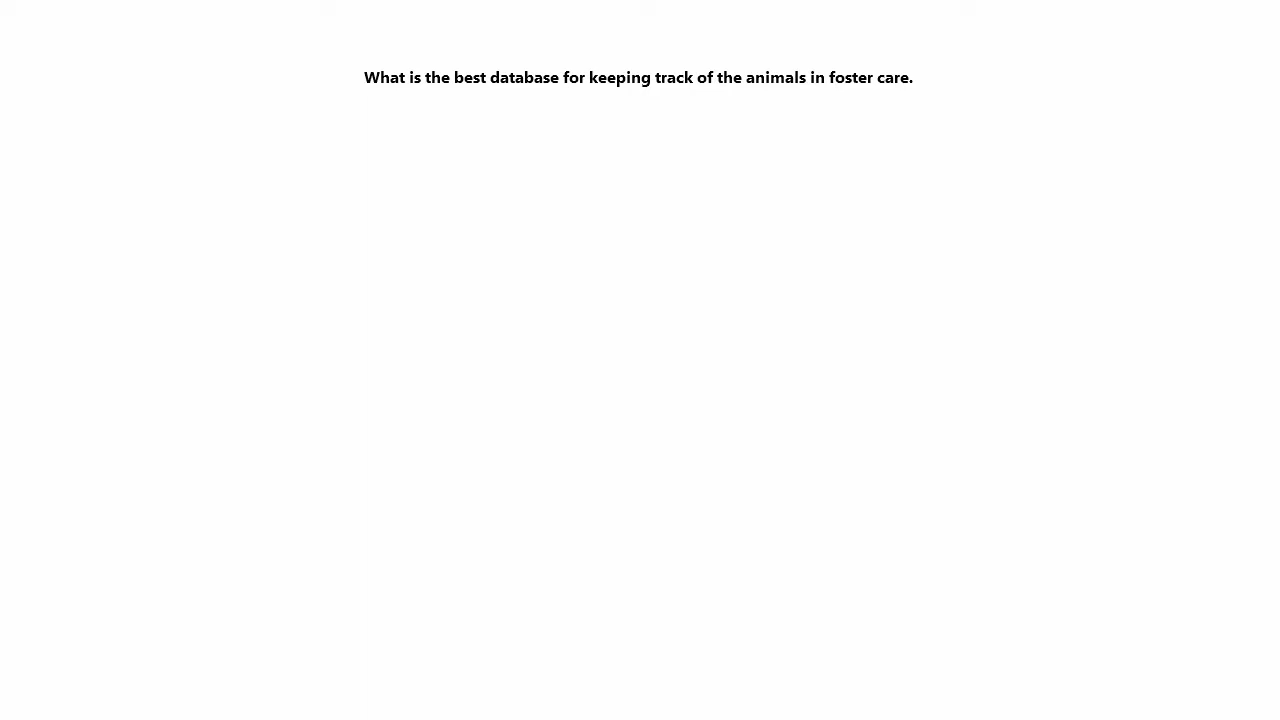 What is the best database for keeping track of the animals in foster care.